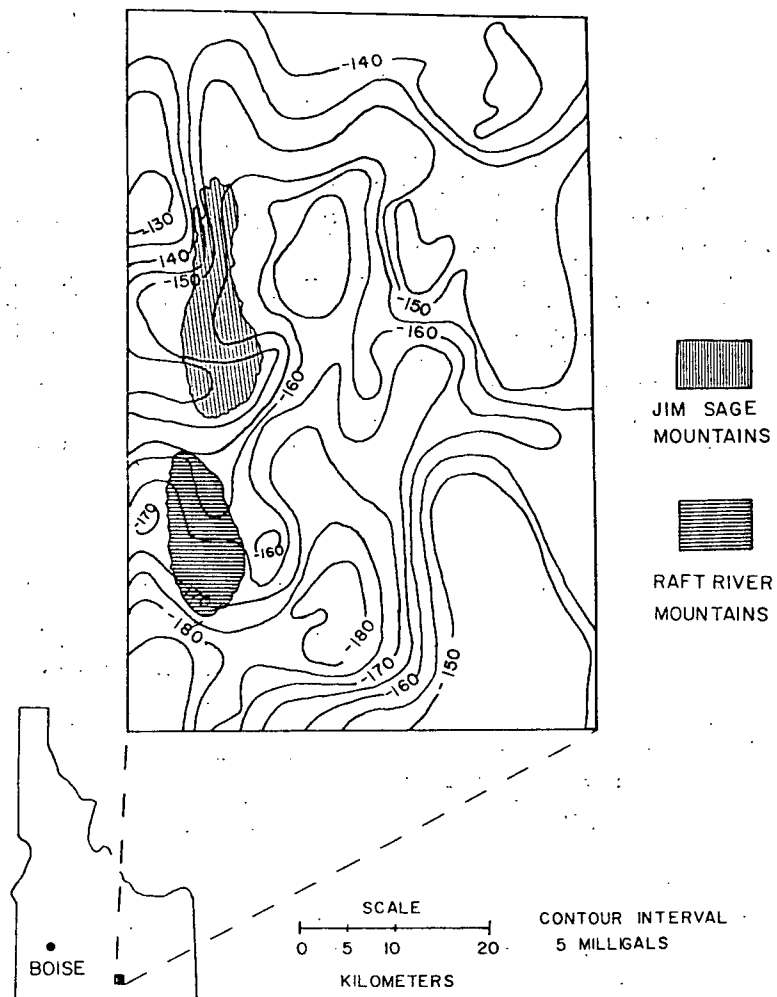 -140
-130
-140
-150
-150
-160
-160
-170
-160
-180
-180
-170
-160
-150
JIM SAGE
MOUNTAINS
RAFT RIVER
MOUNTAINS
SCALE
0 5 10 20
KILOMETERS
CONTOUR INTERVAL
5 MILLIGALS
BOISE